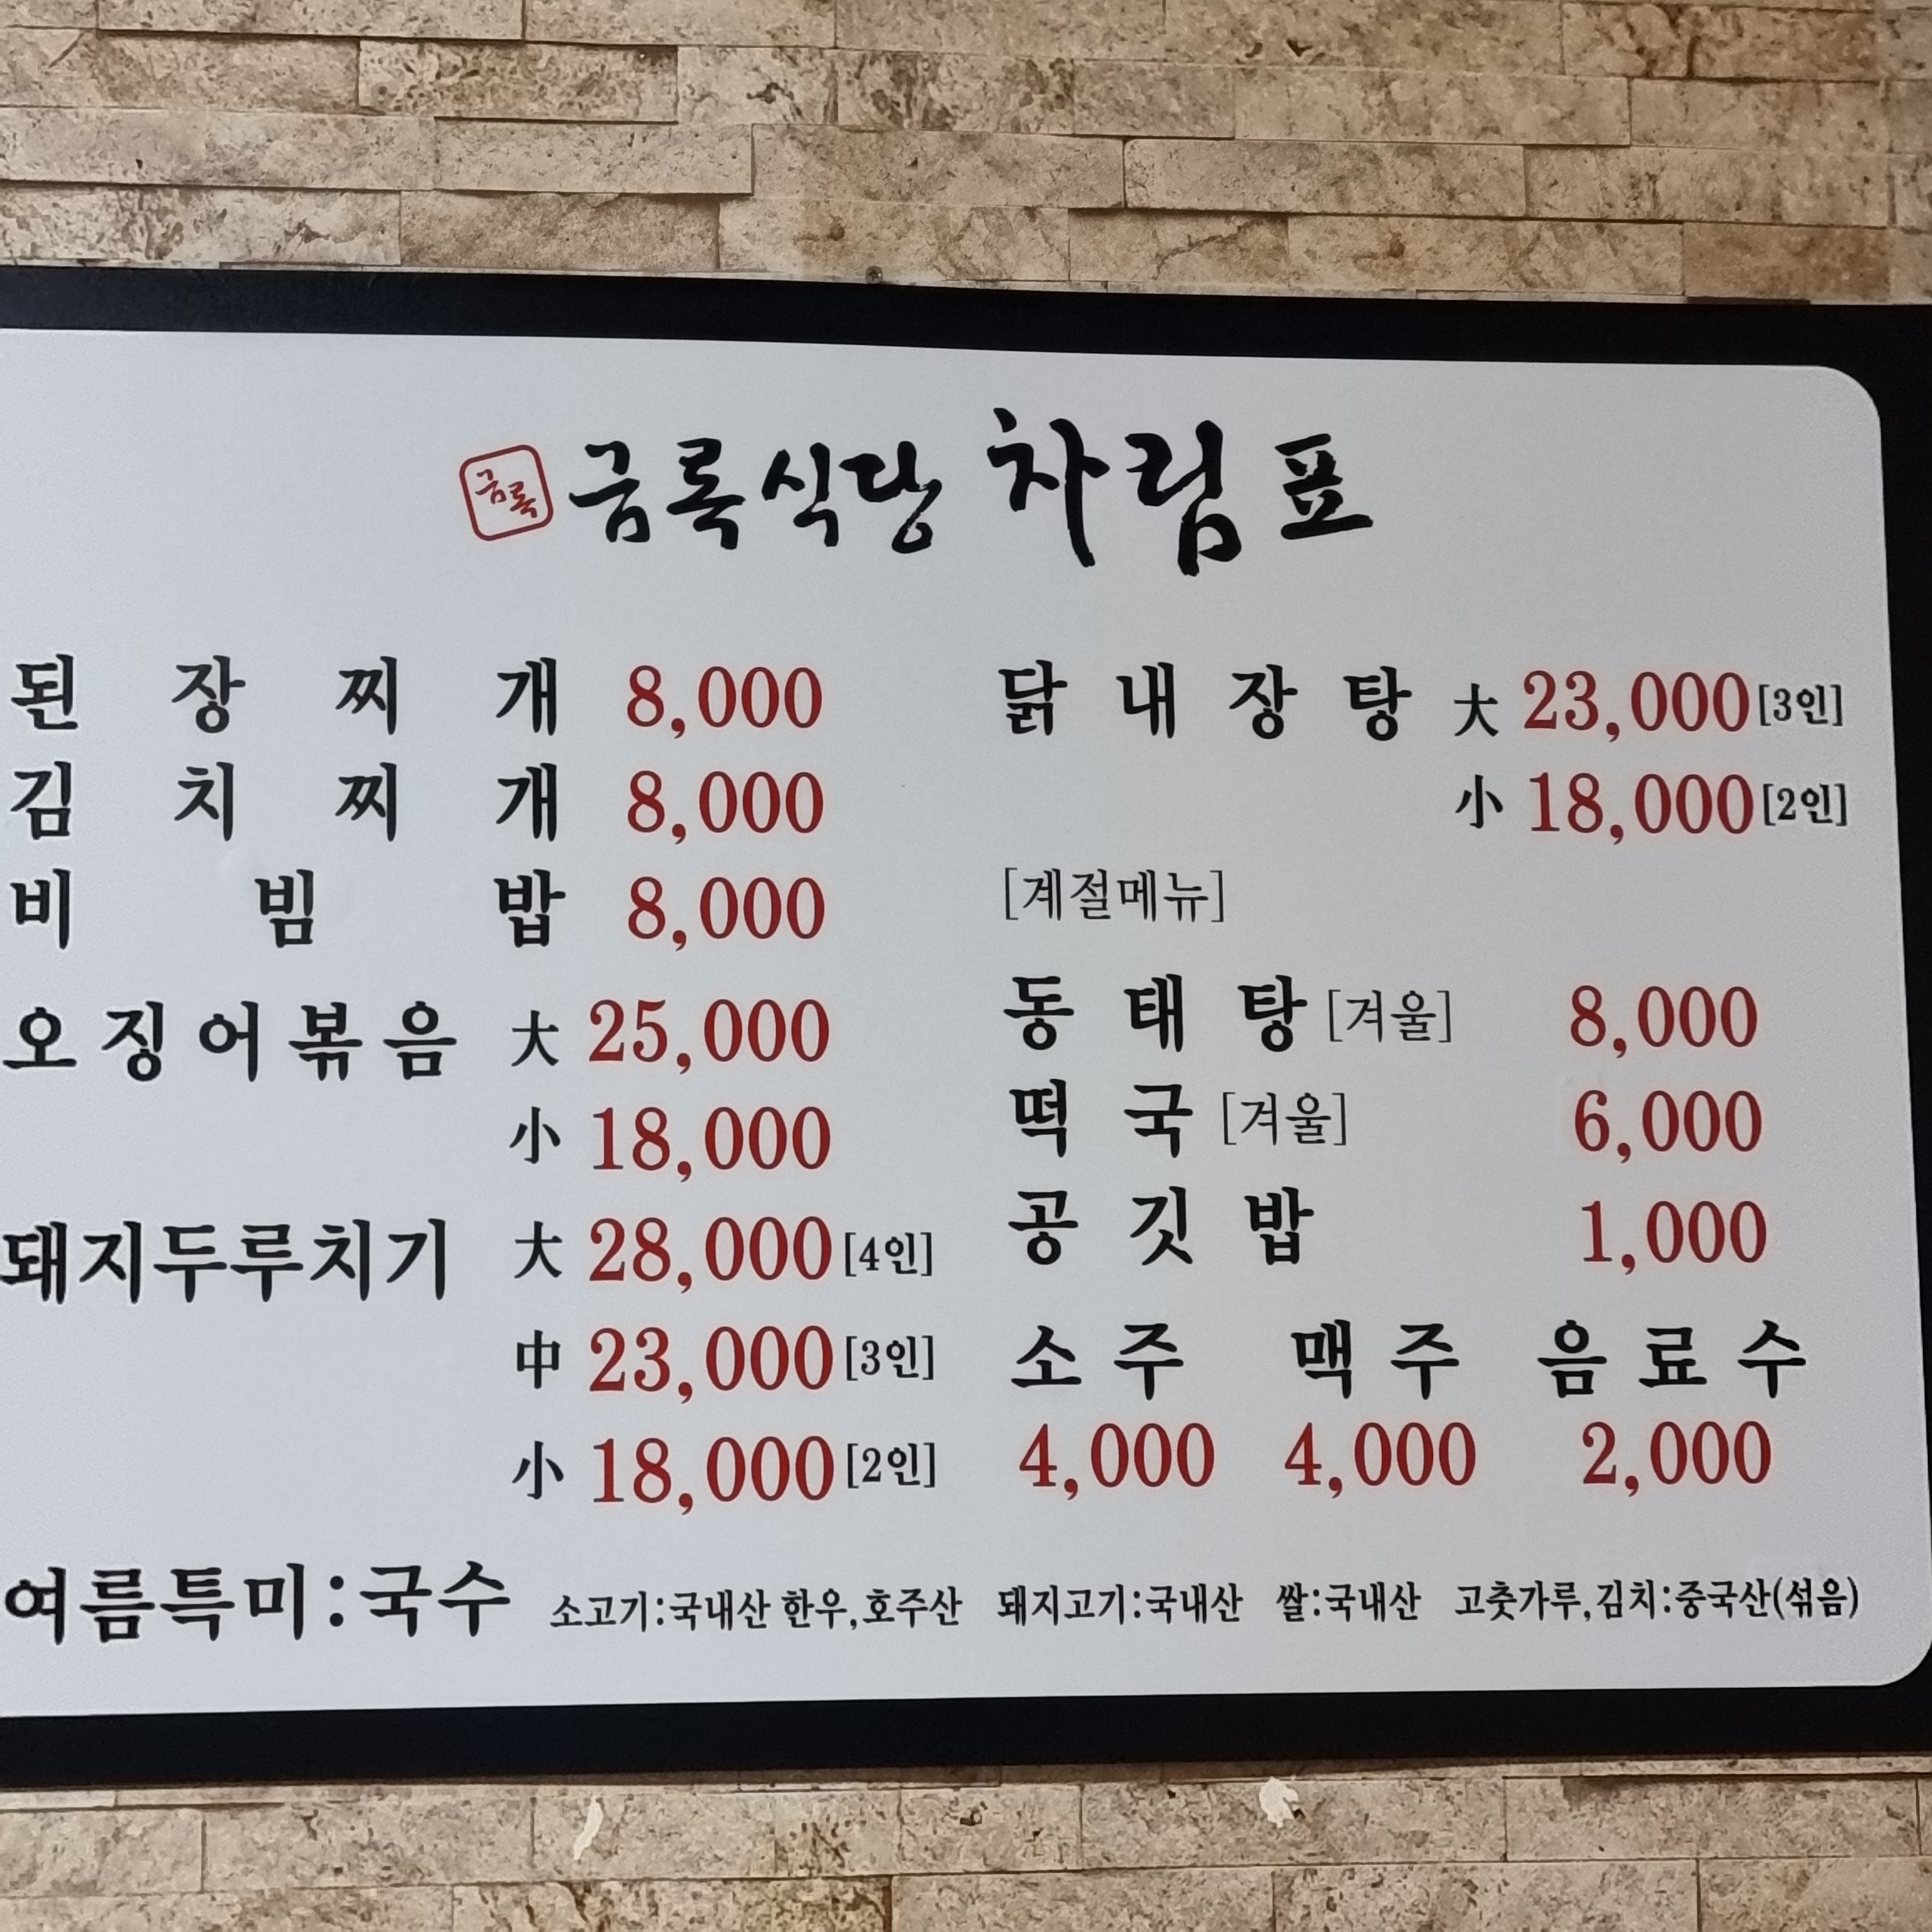 금록 금록식당 차림표
된장찌개 8,000
김치찌개 8,000
비빔밥 8,000
오징어볶음 大 25,000
小 18,000
돼지두루치기 大 28,000[4인]
中 23,000[3인]
小 18,000[2인]
닭내장탕 大 23,000[3인]
小 18,000[2인]
[계절메뉴]
동태탕[겨울] 8,000
떡국[겨울] 6,000
공깃밥 1,000
소주 맥주 음료수
4,000 4,000 2,000
여름특미:국수 소고기:국내산 한우,호주산 돼지고기:국내산 쌀:국내산 고춧가루,김치:중국산(섞음)